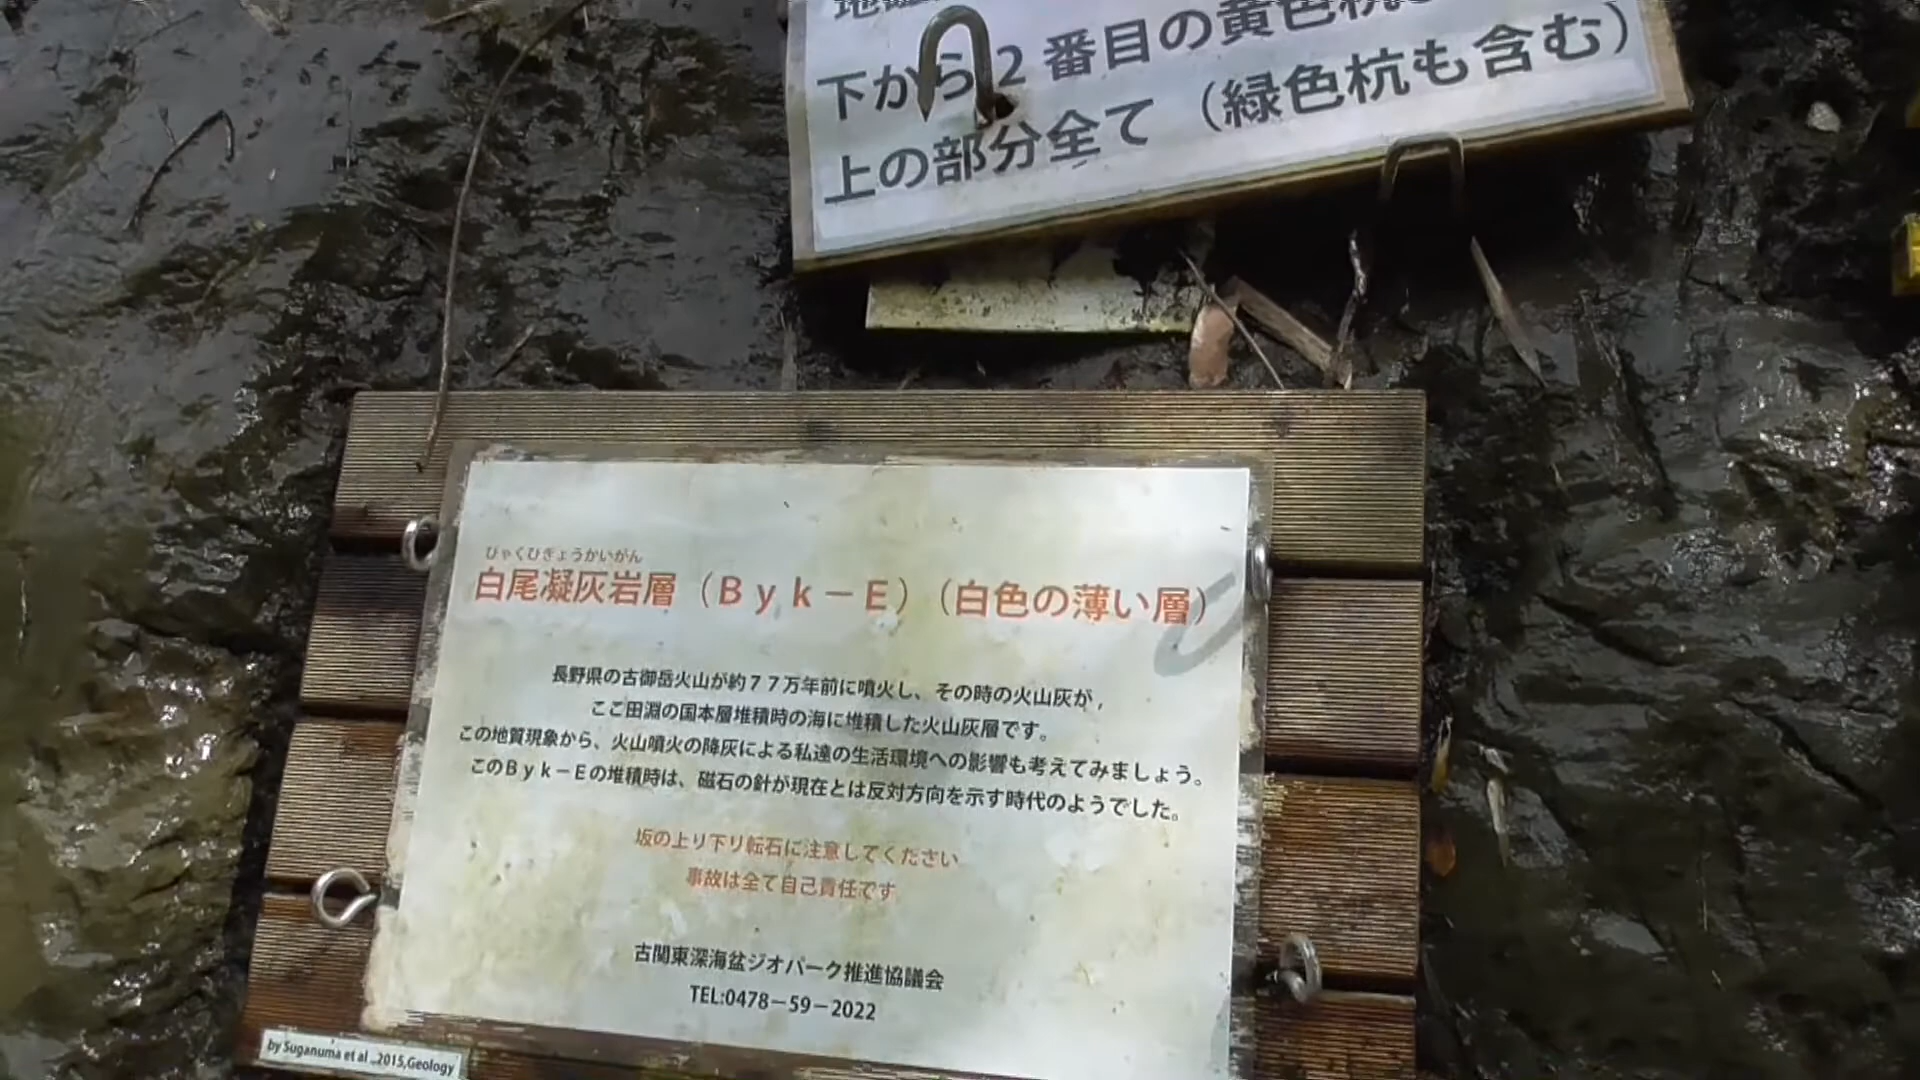 下から2番目の黄色杭
上の部分全て（緑色杭も含む）
びゃくびぎょうかいがん
白尾凝灰岩層（Ｂｙｋ－Ｅ）（白色の薄い層）
長野県の古御岳火山が約７７万年前に噴火し、その時の火山灰が，
ここ田淵の国本層堆積時の海に堆積した火山灰層です。
この地質現象から、火山噴火の降灰による私達の生活環境への影響も考えてみましょう。
このＢｙｋ－Ｅの堆積時は、磁石の針が現在とは反対方向を示す時代のようでした。
坂の上り下り転石に注意してください
事故は全て自己責任です
古関東深海盆ジオパーク推進協議会
TEL:0478－59－2022
by Suganuma et al .,2015,Geology